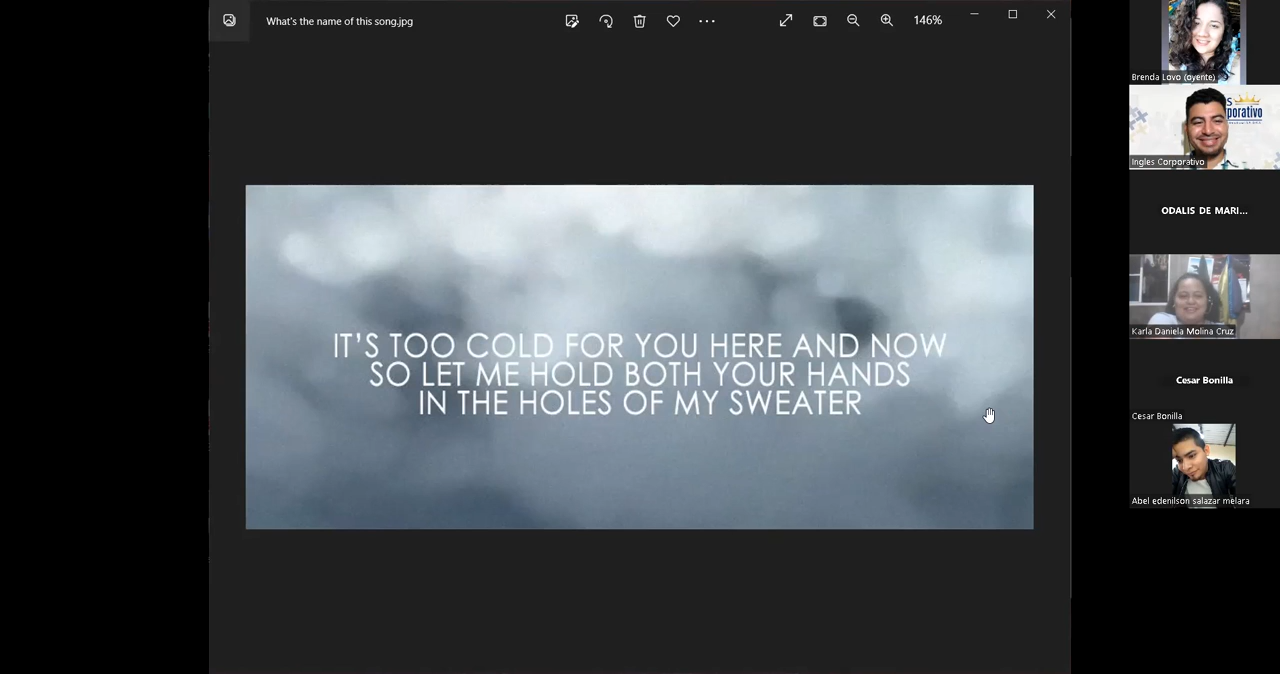 What's the name of this song.jpg
146%
IT'S TOO COLD FOR YOU HERE AND NOW
SO LET ME HOLD BOTH YOUR HANDS
IN THE HOLES OF MY SWEATER
Brenda Lovo (oyente)
S
porativo
Ingles Corporativo
ODALIS DE MARI...
Karla Daniela Molina Cruz
Cesar Bonilla
Cesar Bonilla
Abel edenilson salazar melara